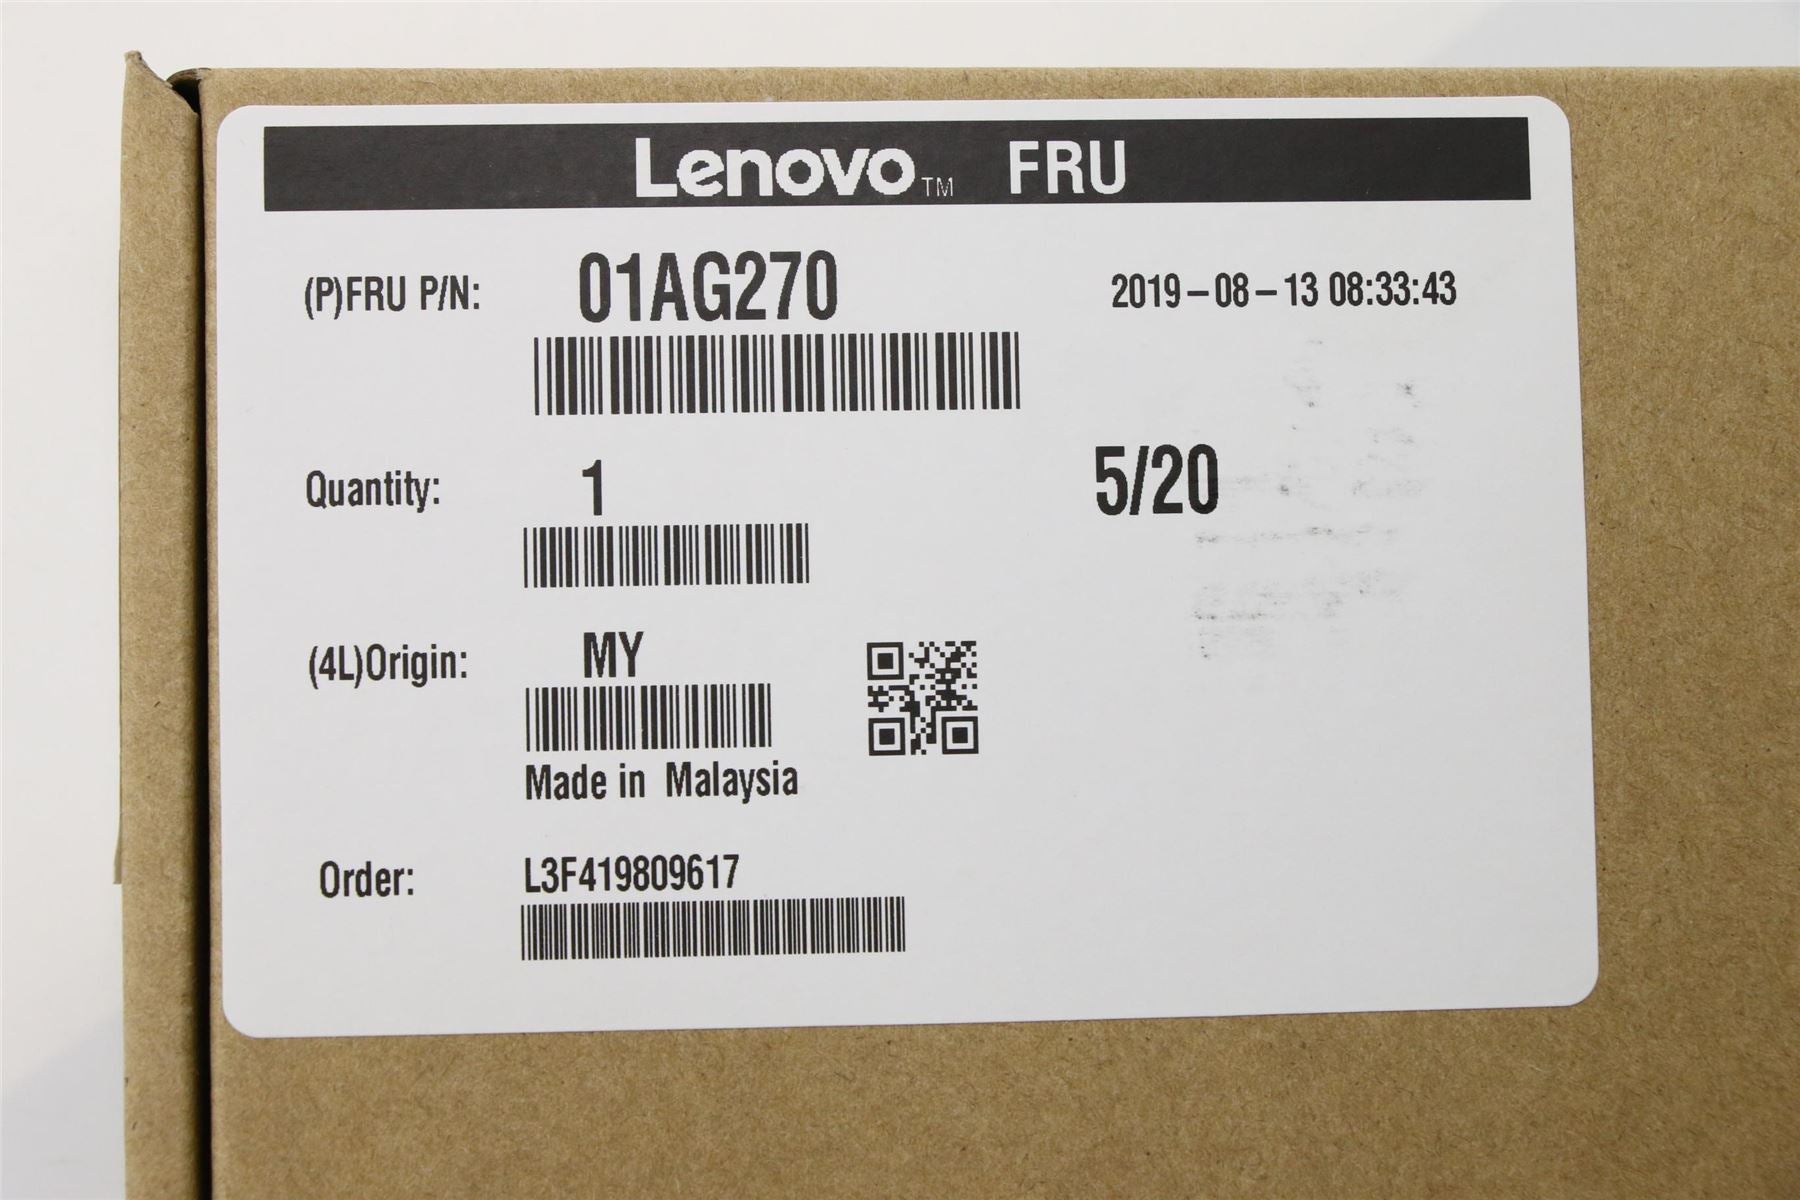 Lenovo™ FRU
(P)FRU P/N: 01AG270 2019-08-13 08:33:43
Quantity: 1 5/20
(4L)Origin: MY
Made in Malaysia
Order: L3F419809617